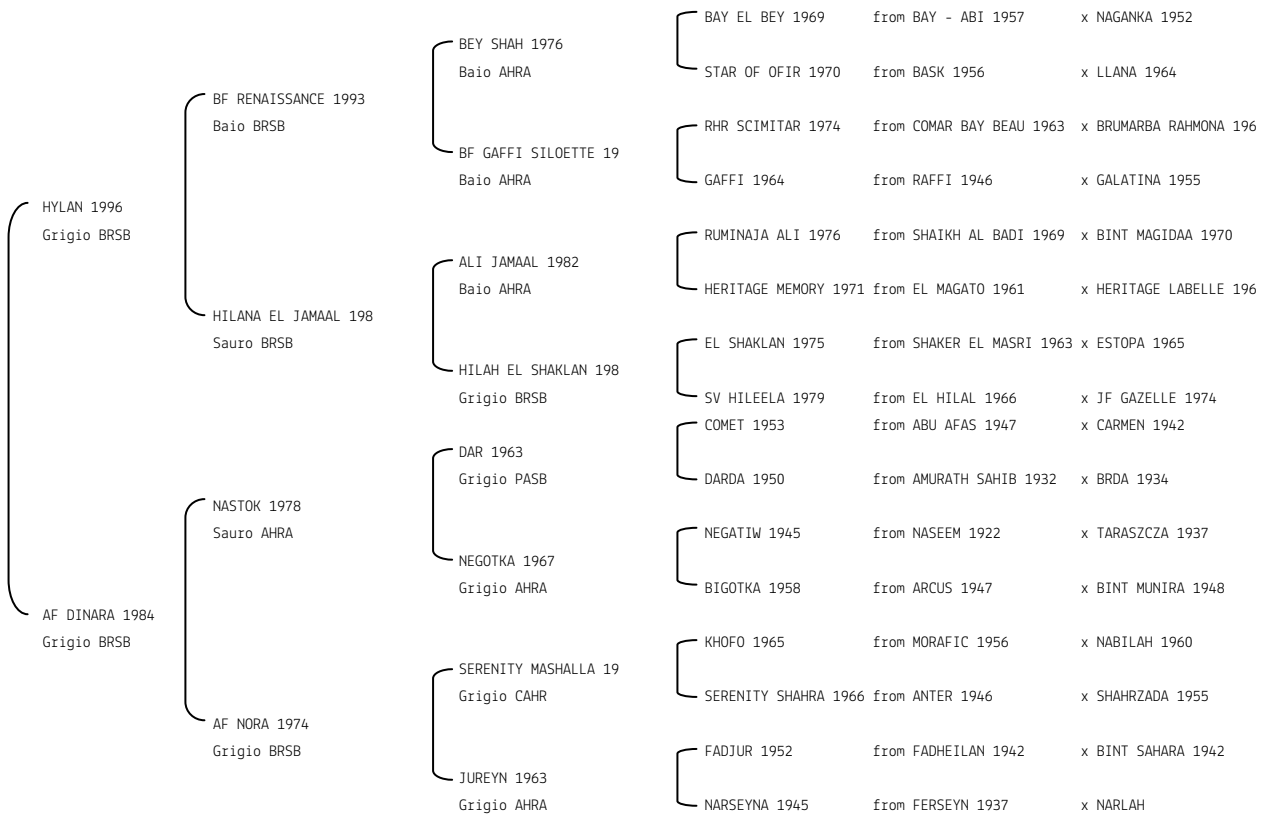 BAY EL BEY 1969 from BAY - ABI 1957 x NAGANKA 1952
BEY SHAH 1976
Baio AHRA STAR OF OFIR 1970 from BASK 1956 x LLANA 1964
BF RENAISSANCE 1993
Baio BRSB RHR SCIMITAR 1974 from COMAR BAY BEAU 1963 x BRUMARBA RAHMONA 196
BF GAFFI SILOETTE 19
Baio AHRA GAFFI 1964 from RAFFI 1946 x GALATINA 1955
HYLAN 1996
Grigio BRSB RUMINAJA ALI 1976 from SHAIKH AL BADI 1969 x BINT MAGIDAA 1970
ALI JAMAAL 1982
Baio AHRA HERITAGE MEMORY 1971 from EL MAGATO 1961 x HERITAGE LABELLE 196
HILANA EL JAMAAL 198
Sauro BRSB EL SHAKLAN 1975 from SHAKER EL MASRI 1963 x ESTOPA 1965
HILAH EL SHAKLAN 198
Grigio BRSB SV HILEELA 1979 from EL HILAL 1966 x JF GAZELLE 1974
COMET 1953 from ABU AFAS 1947 x CARMEN 1942
DAR 1963
Grigio PASB DARDA 1950 from AMURATH SAHIB 1932 x BRDA 1934
NASTOK 1978
Sauro AHRA NEGATIW 1945 from NASEEM 1922 x TARASZCZA 1937
NEGOTKA 1967
Grigio AHRA BIGOTKA 1958 from ARCUS 1947 x BINT MUNIRA 1948
AF DINARA 1984
Grigio BRSB KHOFO 1965 from MORAFIC 1956 x NABILAH 1960
SERENITY MASHALLA 19
Grigio CAHR SERENITY SHAHRA 1966 from ANTER 1946 x SHAHRZADA 1955
AF NORA 1974
Grigio BRSB FADJUR 1952 from FADHEILAN 1942 x BINT SAHARA 1942
JUREYN 1963
Grigio AHRA NARSEYNA 1945 from FERSEYN 1937 x NARLAH